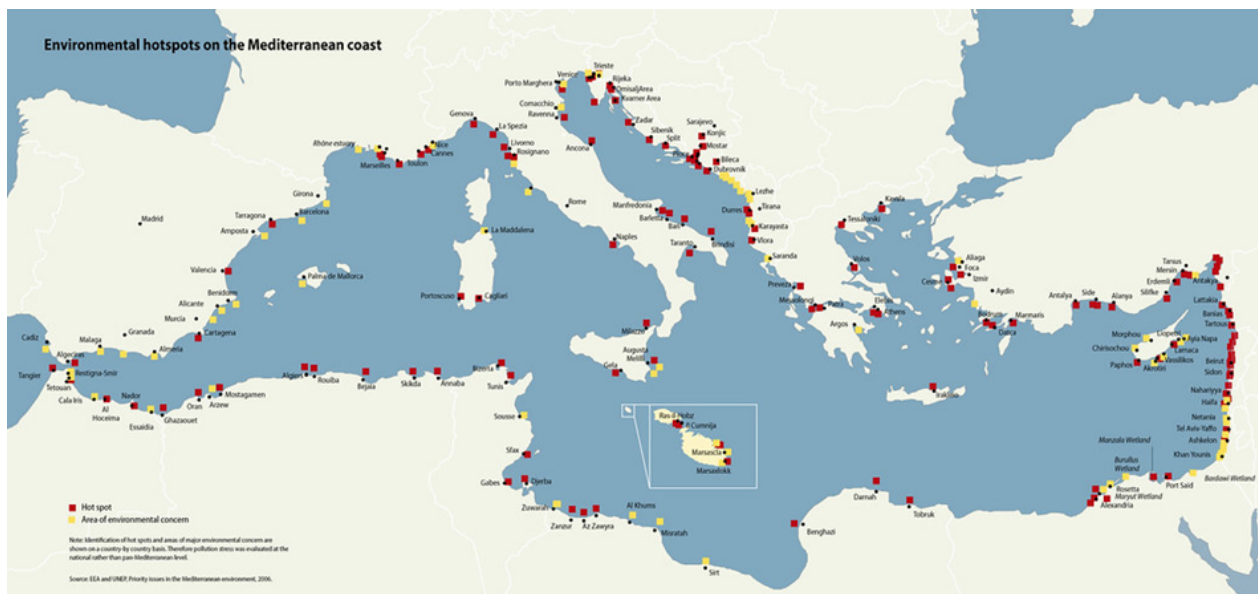 Environmental hotspots on the Mediterranean coast
Trieste
Venice
Rijeka
Porto Marghera
Omisalj Area
Kvarner Area
Comacchio
Ravenna
Zadar
Sarajevo
Genova
La Spezia
Sibenik
Konjic
Split
Rhône estuary
Nice
Livorno
Mostar
Cannes
Rosignano
Ancona
Bileca
Marseilles
Toulon
Dubrovnik
Girona
Lezhe
Madrid
Tarragona
Barcelona
Rome
Manfredonia
Durres
Tirana
Kavala
Amposta
La Maddalena
Barletta
Bari
Karavasta
Tessaloniki
Naples
Taranto
Brindisi
Vlora
Saranda
Aliaga
Tarsus
Valencia
Palma de Mallorca
Volos
Foca
Mersin
Izmir
Erdemli
Antakya
Preveza
Cesme
Benidorm
Portoscuso
Cagliari
Aydin
Antalya
Side
Alanya
Silifke
Alicante
Mesolongi
Patra
Elefsis
Athens
Lattakia
Murcia
Bodrum
Marmaris
Banias
Cadiz
Granada
Cartagena
Milazzo
Argos
Datca
Tartous
Malaga
Morphou
Liopetri
Ayia Napa
Algeciras
Almeria
Augusta
Chirisochou
Larnaca
Melilli
Vasilikos
Beirut
Tangier
Restigna-Smir
Bizerta
Gela
Paphos
Akrotiri
Sidon
Tetouan
Algiers
Rouiba
Bejaia
Skikda
Annaba
Tunis
Nahariyya
Cala Iris
Nador
Mostagamen
Iraklioo
Haifa
Al
Hoceima
Oran
Arzew
Essaidia
Ghazaouet
Sousse
Ras il Hobz
Il Cumnija
Netania
Tel Aviv-Yaffo
Manzala Wetland
Ashkelon
Sfax
Marsascla
Khan Younis
Marsaxlokk
Burullus
Wetland
Gabes
Djerba
Bardawi Wetland
Darnah
Rosetta
Port Said
Maryut Wetland
Hot spot
Zuwarah
Al Khums
Alexandria
Area of environmental concern
Tobruk
Zanzur
Az Zawyra
Misratah
Benghazi
Note: Identification of hot spots and areas of major environmental concern are
shown on a country by country basis. Therefore pollution stress was evaluated at the
national rather than pan-Mediterranean level.
Sirt
Source: EEA and UNEP, Priority issues in the Mediterranean environment, 2006.